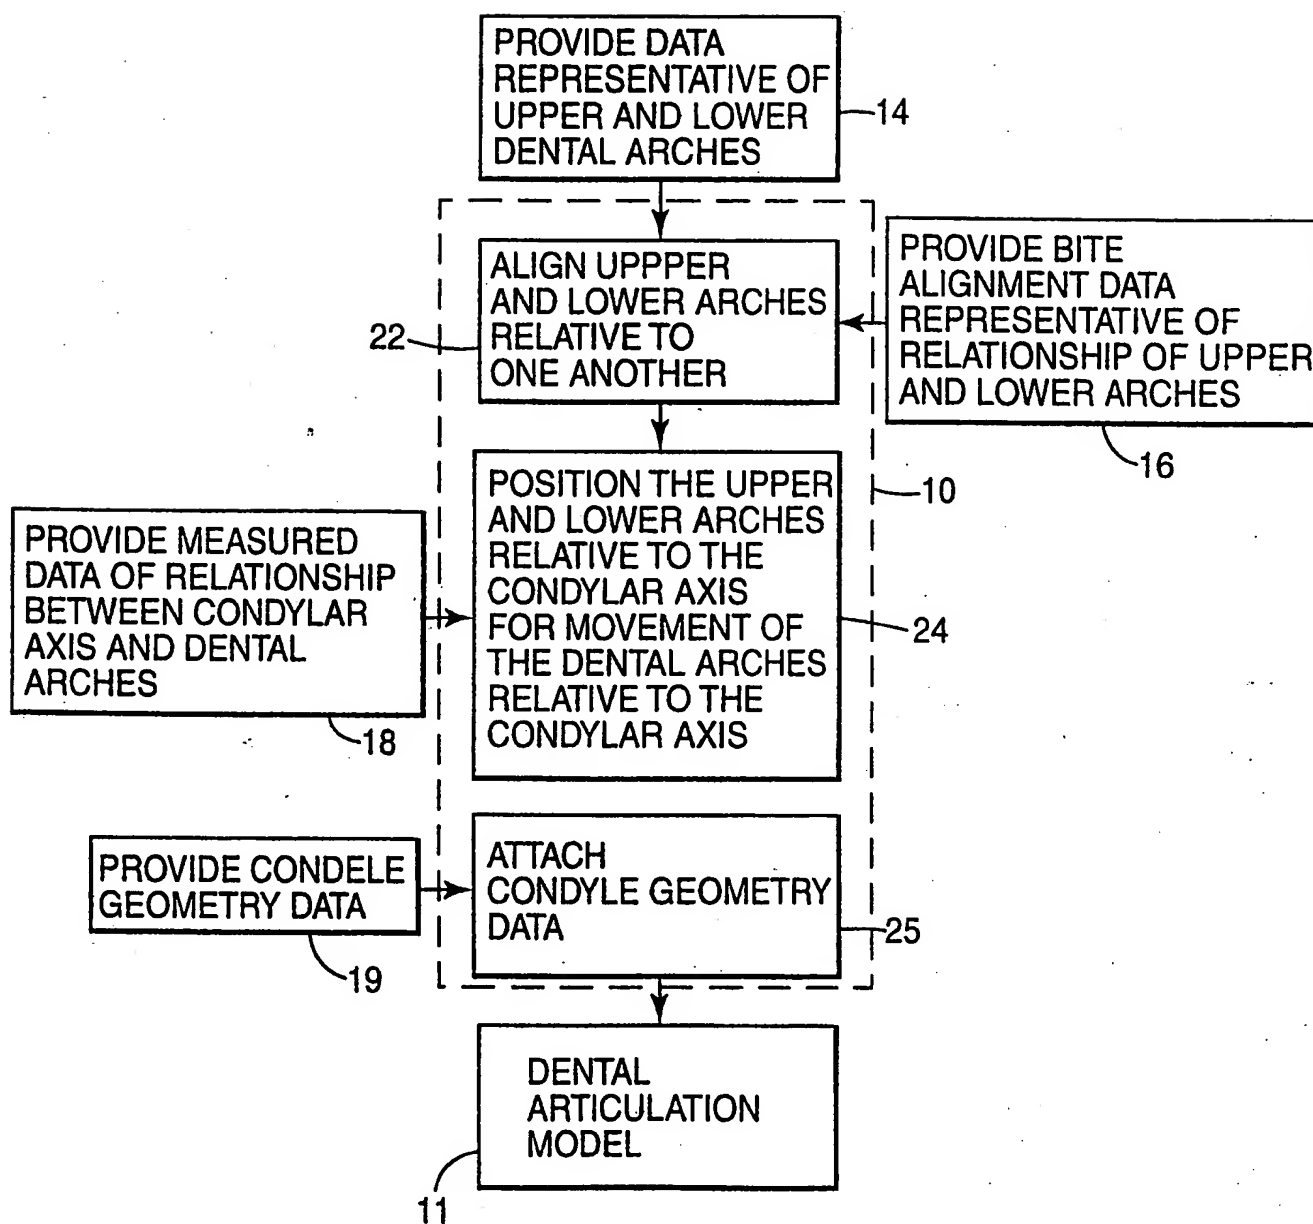 PROVIDE DATA
REPRESENTATIVE OF
UPPER AND LOWER
DENTAL ARCHES
14
ALIGN UPPPER
AND LOWER ARCHES
RELATIVE TO
ONE ANOTHER
22
PROVIDE BITE
ALIGNMENT DATA
REPRESENTATIVE OF
RELATIONSHIP OF UPPER
AND LOWER ARCHES
16
10
POSITION THE UPPER
AND LOWER ARCHES
RELATIVE TO THE
CONDYLAR AXIS
FOR MOVEMENT OF
THE DENTAL ARCHES
RELATIVE TO THE
CONDYLAR AXIS
24
PROVIDE MEASURED
DATA OF RELATIONSHIP
BETWEEN CONDYLAR
AXIS AND DENTAL
ARCHES
18
PROVIDE CONDELE
GEOMETRY DATA
19
ATTACH
CONDYLE GEOMETRY
DATA
25
DENTAL
ARTICULATION
MODEL
11